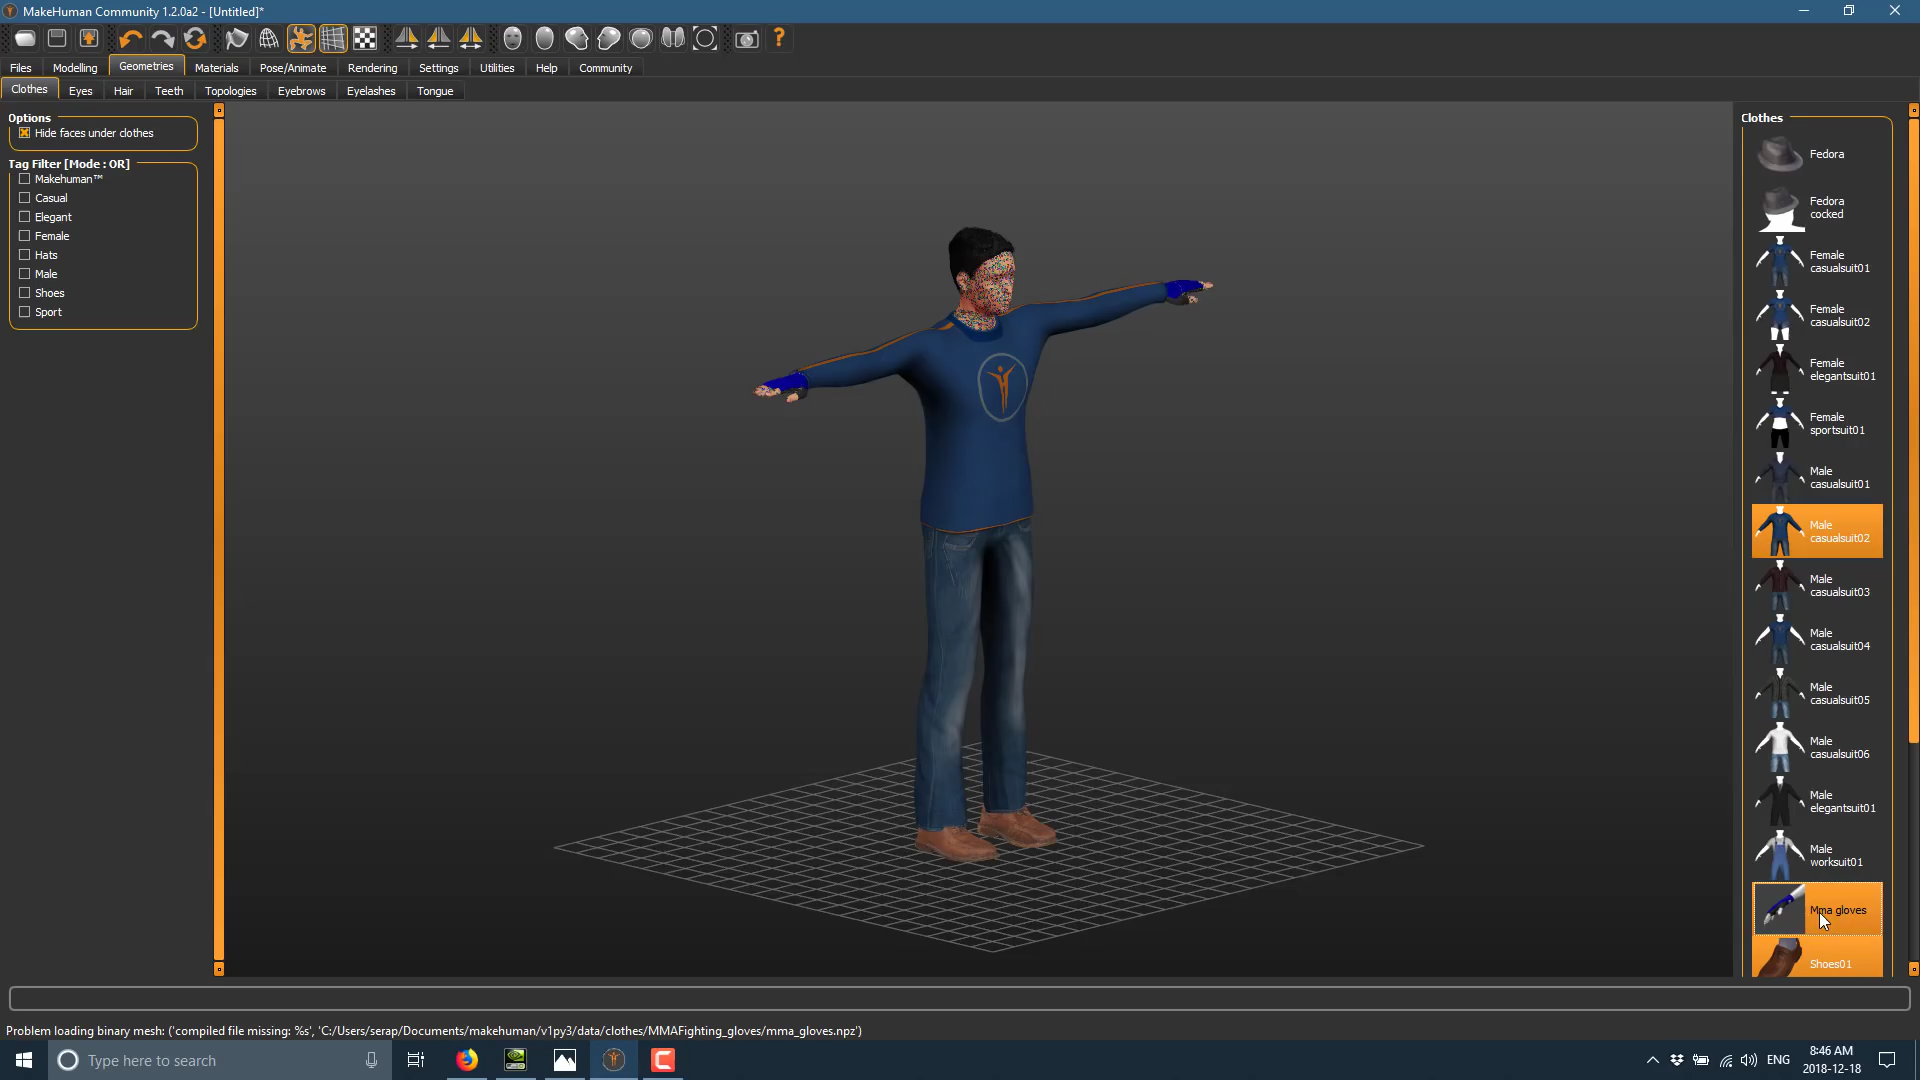 MakeHuman Community 1.2.0a2 - [Untitled]*
Files Modelling Geometries Materials Pose/Animate Rendering Settings Utilities Help Community
Clothes Eyes Hair Teeth Topologies Eyebrows Eyelashes Tongue
Options
Hide faces under clothes
Tag Filter [Mode : OR]
Makehuman™
Casual
Elegant
Female
Hats
Male
Shoes
Sport
Clothes
Fedora
Fedora
cocked
Female
casualsuit01
Female
casualsuit02
Female
elegantsuit01
Female
sportsuit01
Male
casualsuit01
Male
casualsuit02
Male
casualsuit03
Male
casualsuit04
Male
casualsuit05
Male
casualsuit06
Male
elegantsuit01
Male
worksuit01
Mma gloves
Shoes01
Problem loading binary mesh: ('compiled file missing: %s', 'C:/Users/serap/Documents/makehuman/v1py3/data/clothes/MMAFighting_gloves/mma_gloves.npz')
Type here to search
ENG
8:46 AM
2018-12-18